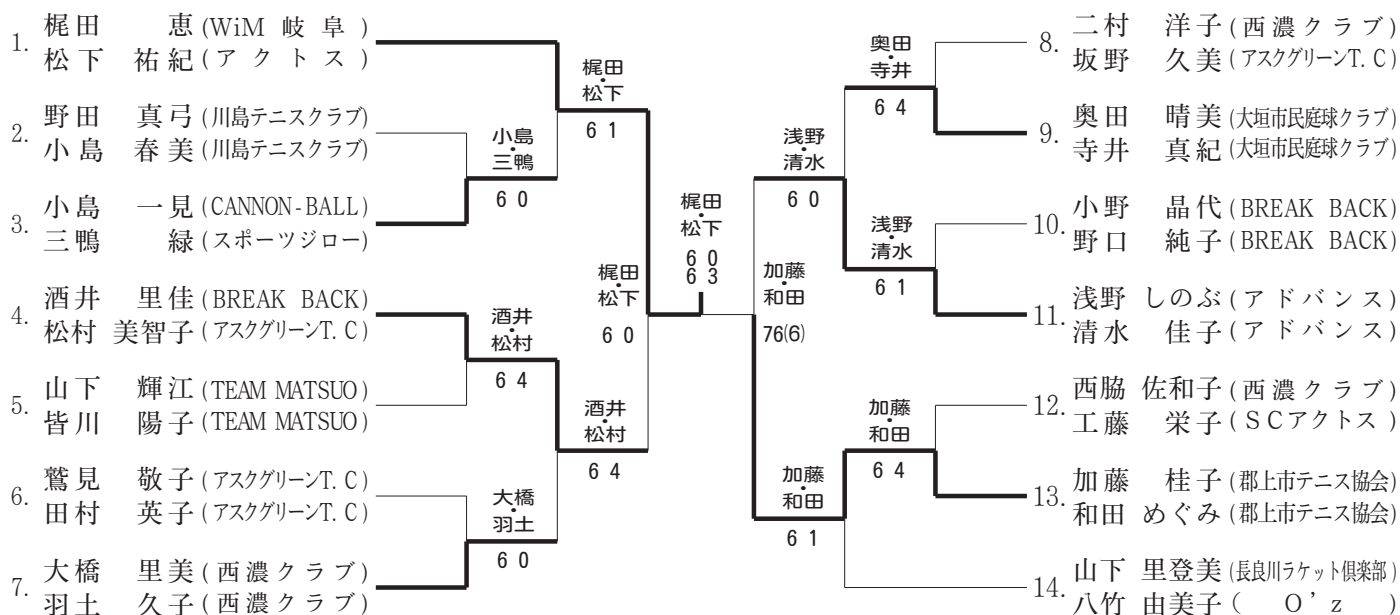 1. 梶田 恵 (WiM 岐阜)
松下 祐紀 (アクトス)
2. 野田 真弓 (川島テニスクラブ)
小島 春美 (川島テニスクラブ)
3. 小島 一見 (CANNON-BALL)
三鴨 緑 (スポーツジロー)
4. 酒井 里佳 (BREAK BACK)
松村 美智子 (アスクグリーンT.C)
5. 山下 輝江 (TEAM MATSUO)
皆川 陽子 (TEAM MATSUO)
6. 鷲見 敬子 (アスクグリーンT.C)
田村 英子 (アスクグリーンT.C)
7. 大橋 里美 (西濃クラブ)
羽土 久子 (西濃クラブ)
小島・三鴨
6 0
酒井・松村
6 4
大橋・羽土
6 0
梶田・松下
6 1
酒井・松村
6 4
梶田・松下
6 0
梶田・松下
6 0
6 3
加藤・和田
76(6)
浅野・清水
6 0
加藤・和田
6 1
奥田・寺井
6 4
浅野・清水
6 1
加藤・和田
6 4
8. 二村 洋子 (西濃クラブ)
坂野 久美 (アスクグリーンT.C)
9. 奥田 晴美 (大垣市民庭球クラブ)
寺井 真紀 (大垣市民庭球クラブ)
10. 小野 晶代 (BREAK BACK)
野口 純子 (BREAK BACK)
11. 浅野 しのぶ (アドバンス)
清水 佳子 (アドバンス)
12. 西脇 佐和子 (西濃クラブ)
工藤 栄子 (SCアクトス)
13. 加藤 桂子 (郡上市テニス協会)
和田 めぐみ (郡上市テニス協会)
14. 山下 里登美 (長良川ラケット倶楽部)
八竹 由美子 ( O'z )